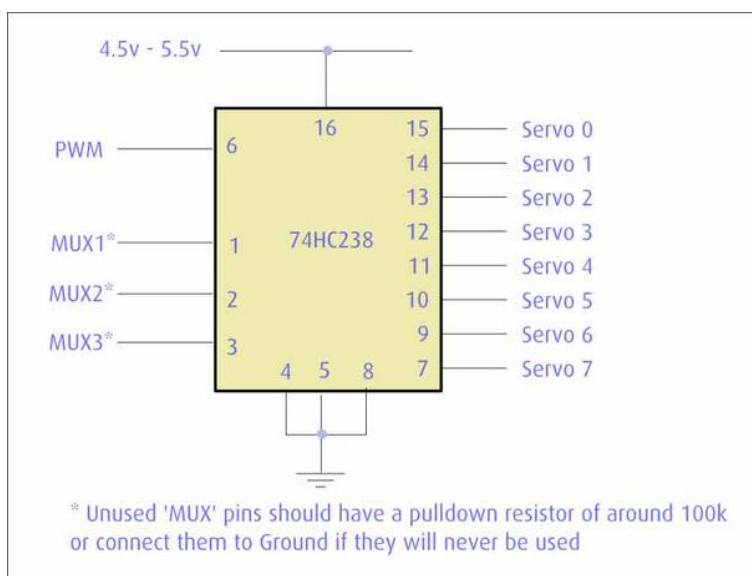 4.5v - 5.5v
16
15
Servo 0
PWM
6
14
Servo 1
13
Servo 2
MUX1*
1
74HC238
12
Servo 3
11
Servo 4
MUX2*
2
10
Servo 5
9
Servo 6
MUX3*
3
4
5
8
7
Servo 7
* Unused 'MUX' pins should have a pulldown resistor of around 100k
or connect them to Ground if they will never be used